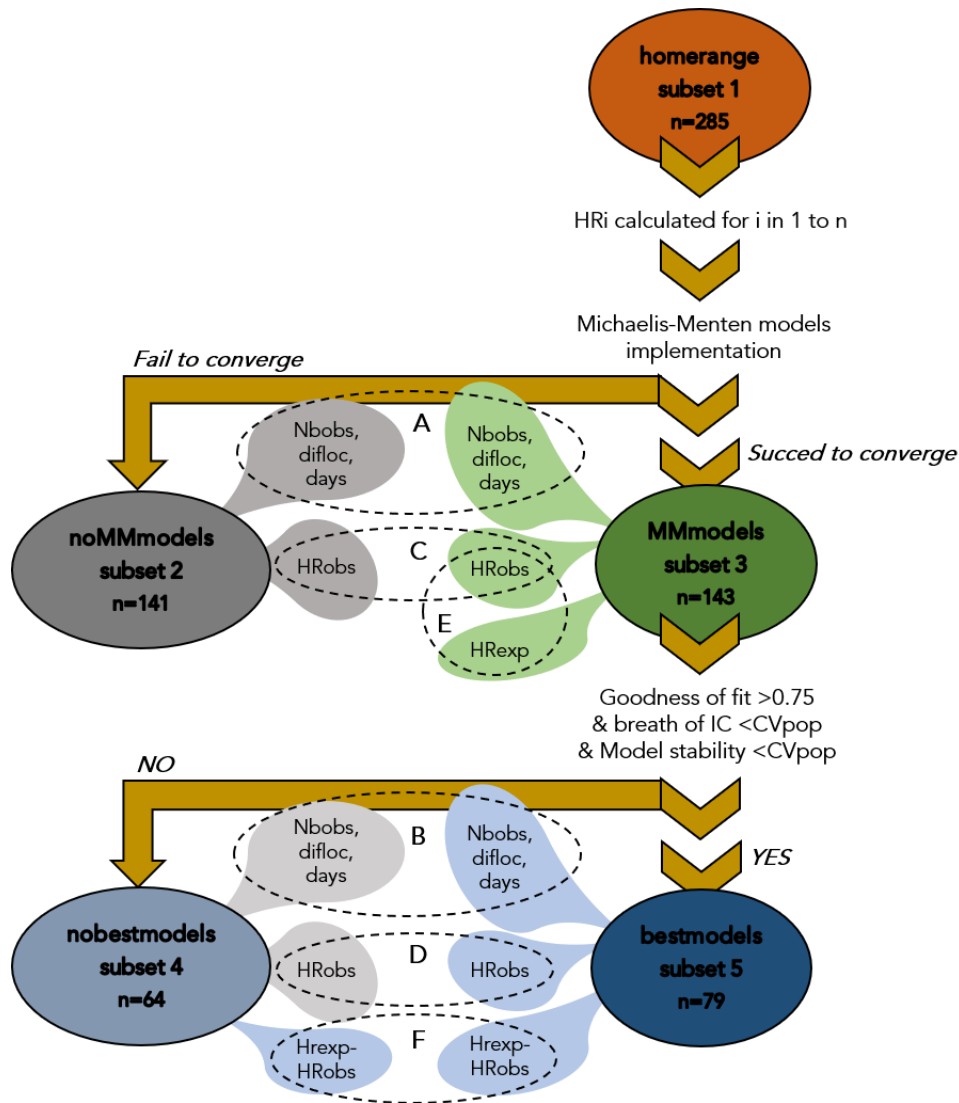 homerange
subset 1
n=285
HRi calculated for i in 1 to n
Michaelis-Menten models
implementation
Fail to converge
Succed to converge
A
Nbobs,
difloc,
days
Nbobs,
difloc,
days
noMMmodels
subset 2
n=141
MMmodels
subset 3
n=143
C
HRobs
HRobs
E
HRexp
Goodness of fit >0.75
& breath of IC <CVpop
& Model stability <CVpop
NO
YES
B
Nbobs,
difloc,
days
Nbobs,
difloc,
days
nobestmodels
subset 4
n=64
bestmodels
subset 5
n=79
D
HRobs
HRobs
F
Hrexp-
HRobs
Hrexp-
HRobs